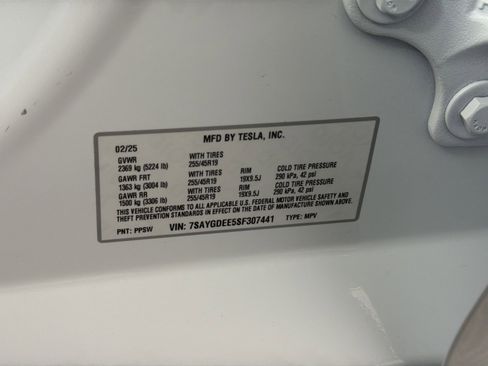 MFD BY TESLA, INC.
02/25
GVWR WITH TIRES
2369 kg (5224 lb) 255/45R19
GAWR FRT WITH TIRES RIM COLD TIRE PRESSURE
1363 kg (3004 lb) 255/45R19 19X9.5J 290 kPa, 42 psi
GAWR RR WITH TIRES RIM COLD TIRE PRESSURE
1500 kg (3306 lb) 255/45R19 19X9.5J 290 kPa, 42 psi
THIS VEHICLE CONFORMS TO ALL APPLICABLE U.S. FEDERAL MOTOR VEHICLE SAFETY AND
THEFT PREVENTION STANDARDS IN EFFECT ON THE DATE OF MANUFACTURE SHOWN ABOVE.
PNT: PPSW VIN: 7SAYGDEE5SF307441 TYPE: MPV